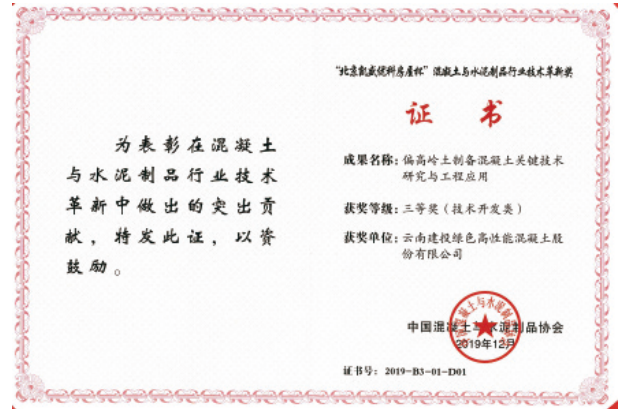 为表彰在混凝土
与水泥制品行业技术
革新中做出的突出贡
献，特发此证，以资
鼓励。
“北京凯威优科房屋杯”混凝土与水泥制品行业技术革新奖
证 书
成果名称：偏高岭土制备混凝土关键技术
研究与工程应用
获奖等级：三等奖（技术开发类）
获奖单位：云南建投绿色高性能混凝土股
份有限公司
中国混凝土与水泥制品协会
2019年12月
证书号：2019-B3-01-D01